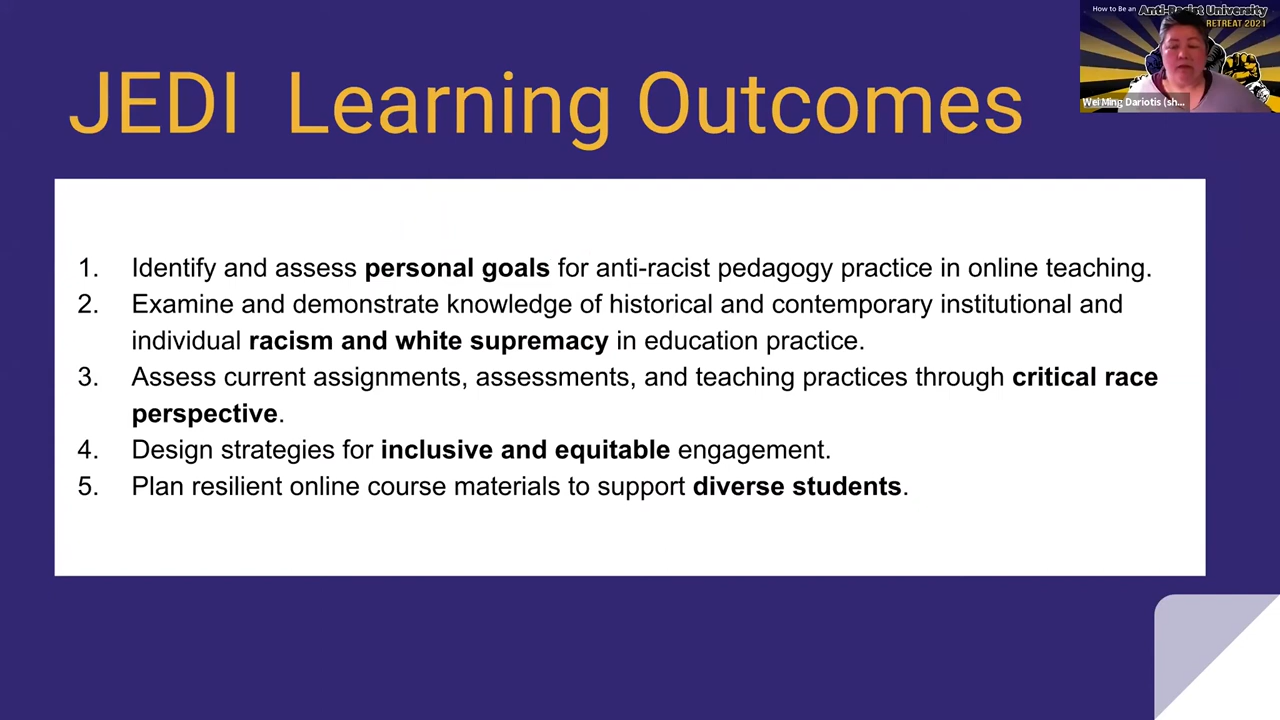 How to Be an
Anti-Racist University
RETREAT 2021
Wei Ming Dariotis (sh...
JEDI Learning Outcomes
1. Identify and assess personal goals for anti-racist pedagogy practice in online teaching.
2. Examine and demonstrate knowledge of historical and contemporary institutional and
individual racism and white supremacy in education practice.
3. Assess current assignments, assessments, and teaching practices through critical race
perspective.
4. Design strategies for inclusive and equitable engagement.
5. Plan resilient online course materials to support diverse students.